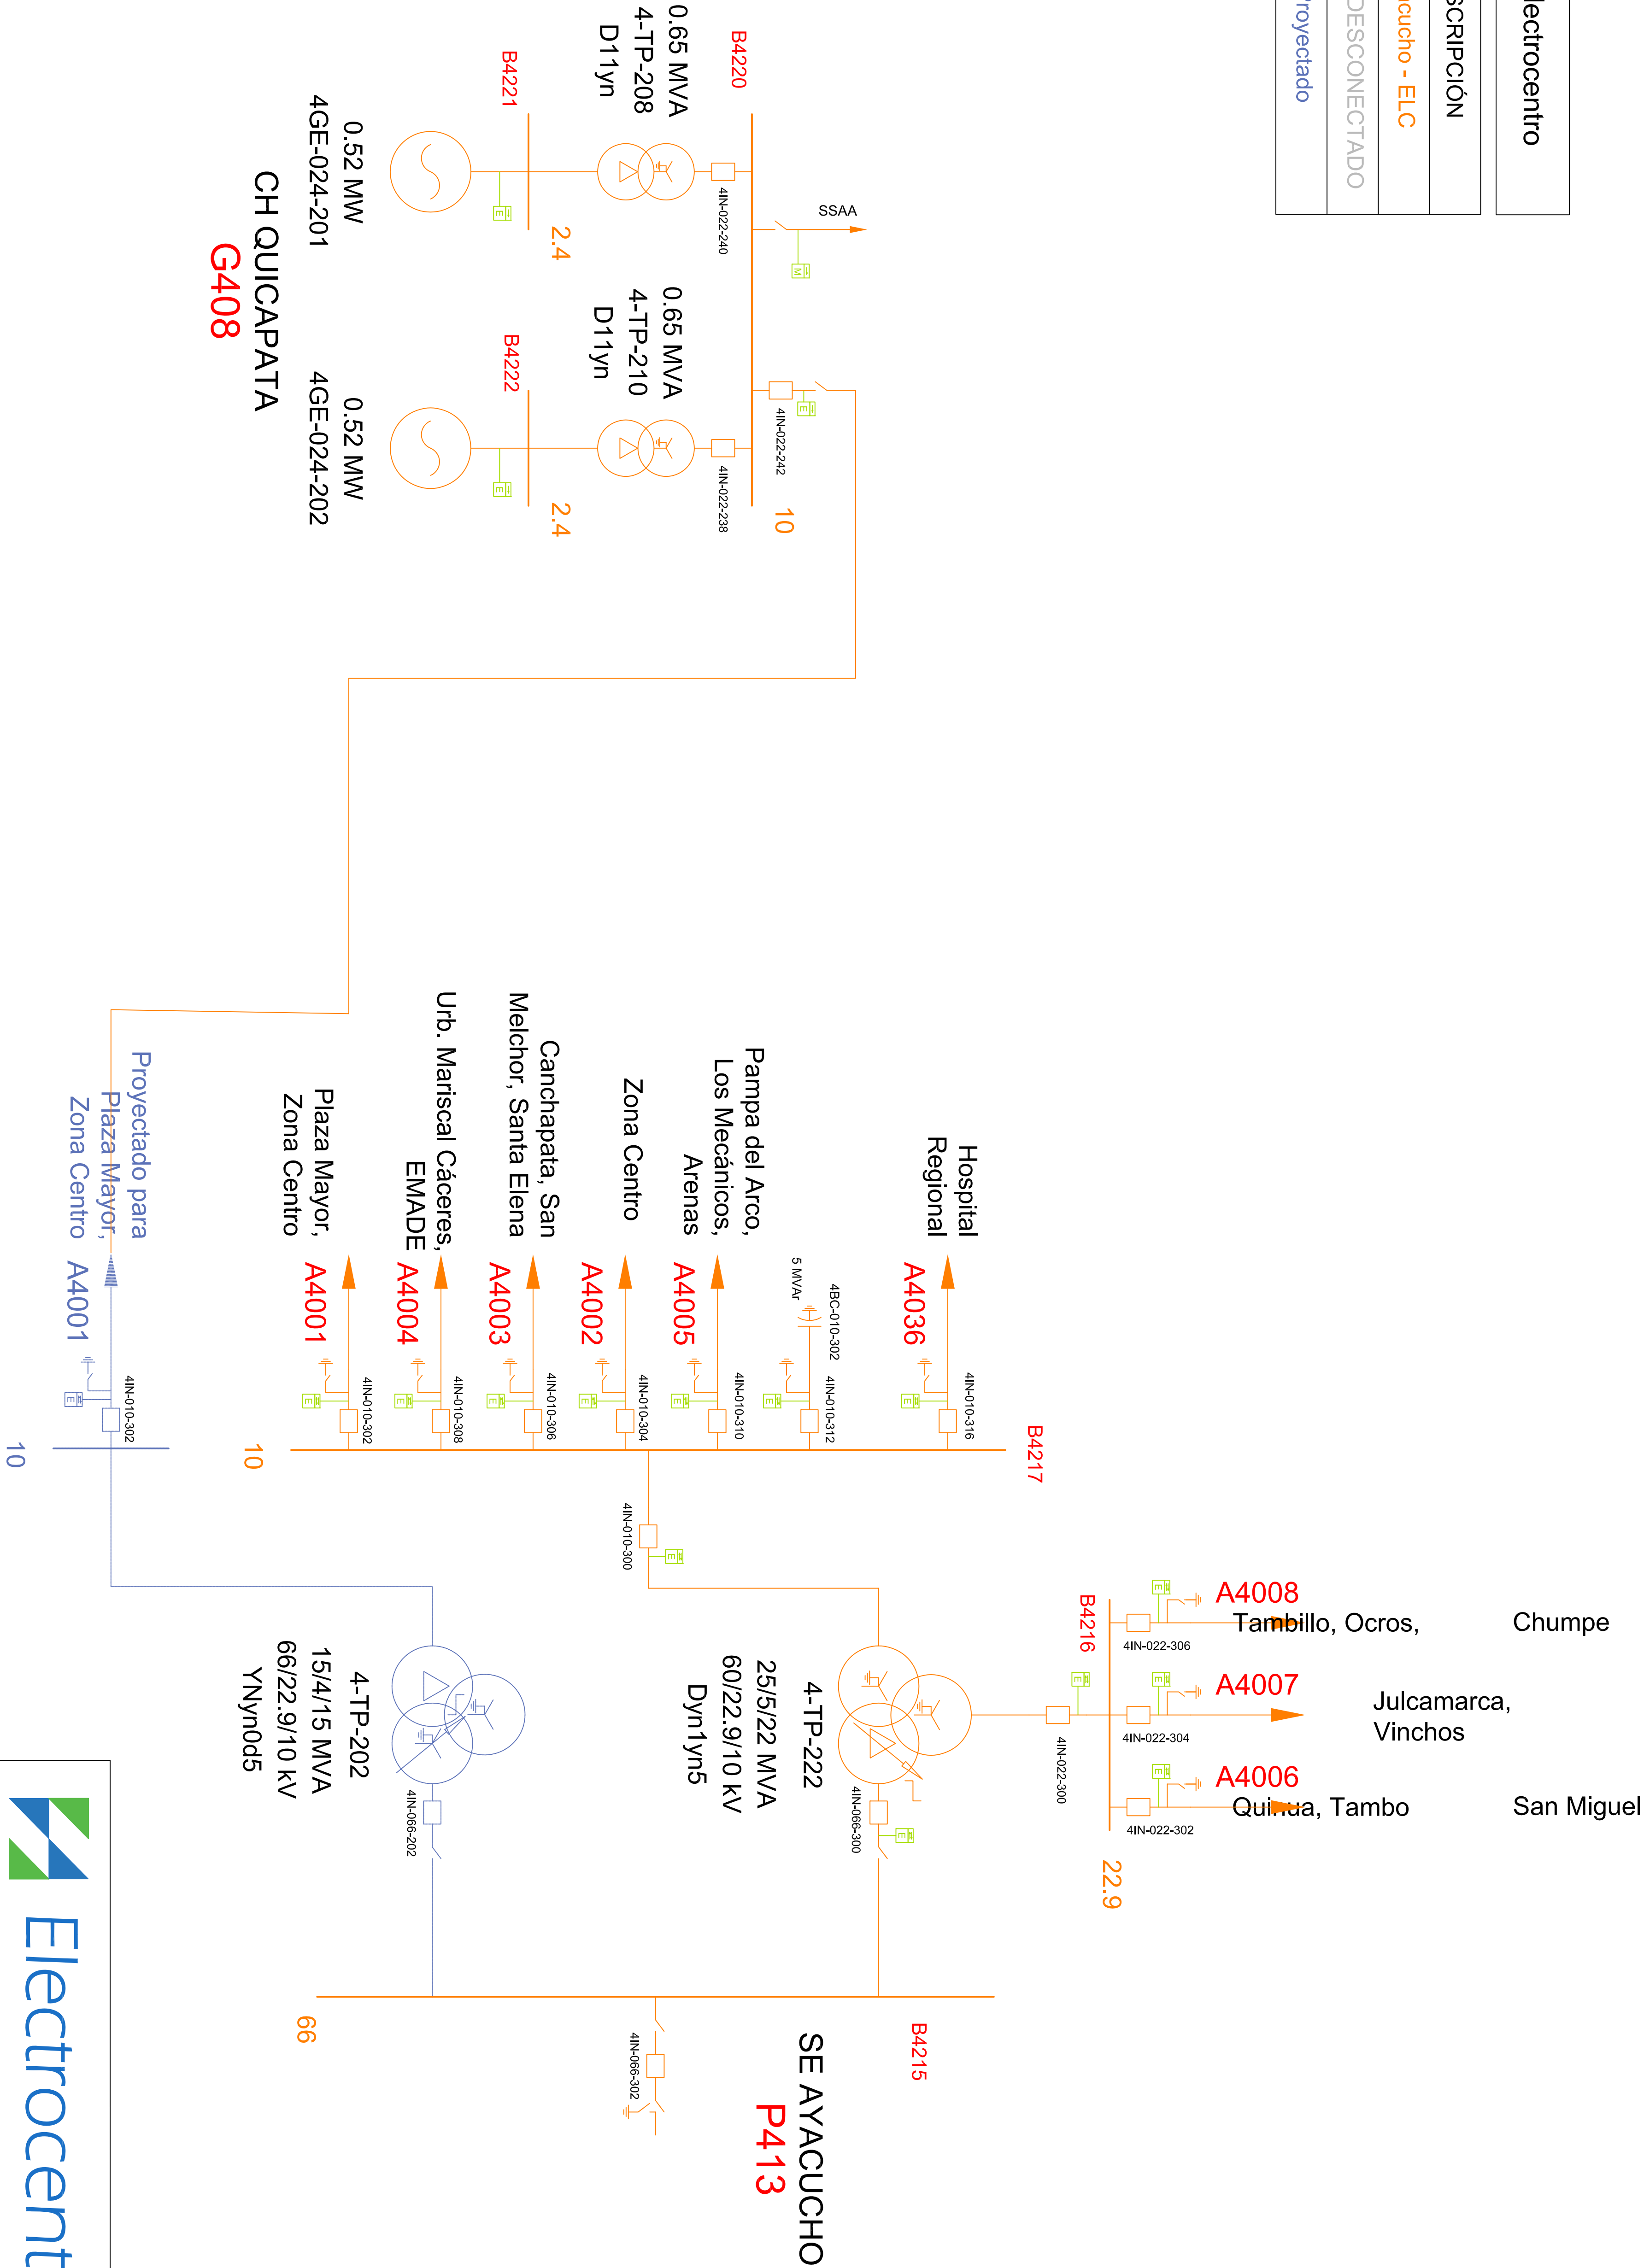 lectrocentro
SCRIPCIÓN
cucho - ELC
DESCONECTADO
Proyectado
B4220
0.65 MVA
4-TP-208
D11yn
B4221
0.52 MW
4GE-024-201
4IN-022-240
SSAA
M
E
2.4
CH QUICAPATA
G408
0.65 MVA
4-TP-210
D11yn
B4222
0.52 MW
4GE-024-202
4IN-022-242
E
4IN-022-238
E
2.4
10
Hospital
Regional
A4036
4IN-010-316
E
4BC-010-302
5 MVAr
4IN-010-312
E
Pampa del Arco,
Los Mecánicos,
Arenas
A4005
4IN-010-310
E
Zona Centro
A4002
4IN-010-304
E
Canchapata, San
Melchor, Santa Elena
A4003
4IN-010-306
E
Urb. Mariscal Cáceres,
EMADE
A4004
4IN-010-308
E
Plaza Mayor,
Zona Centro
A4001
4IN-010-302
E
Proyectado para
Plaza Mayor,
Zona Centro
A4001
4IN-010-302
E
10
B4217
10
4IN-010-300
E
A4008
Tambillo, Ocros,
Chumpe
4IN-022-306
E
A4007
Julcamarca,
Vinchos
4IN-022-304
E
A4006
Quinua, Tambo
San Miguel
4IN-022-302
E
B4216
E
4IN-022-300
22.9
4-TP-222
25/5/22 MVA
60/22.9/10 kV
Dyn1yn5
4IN-066-300
E
4-TP-202
15/4/15 MVA
66/22.9/10 kV
YNyn0d5
4IN-066-202
B4215
66
4IN-066-302
SE AYACUCHO
P413
Electrocent